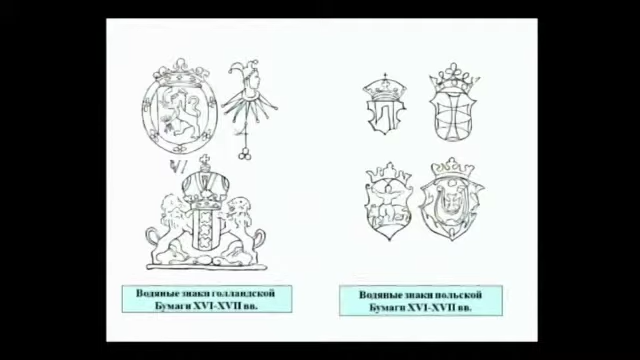 Водяные знаки голландской
Бумаги XVI-XVII вв.
Водяные знаки польской
Бумаги XVI-XVII вв.